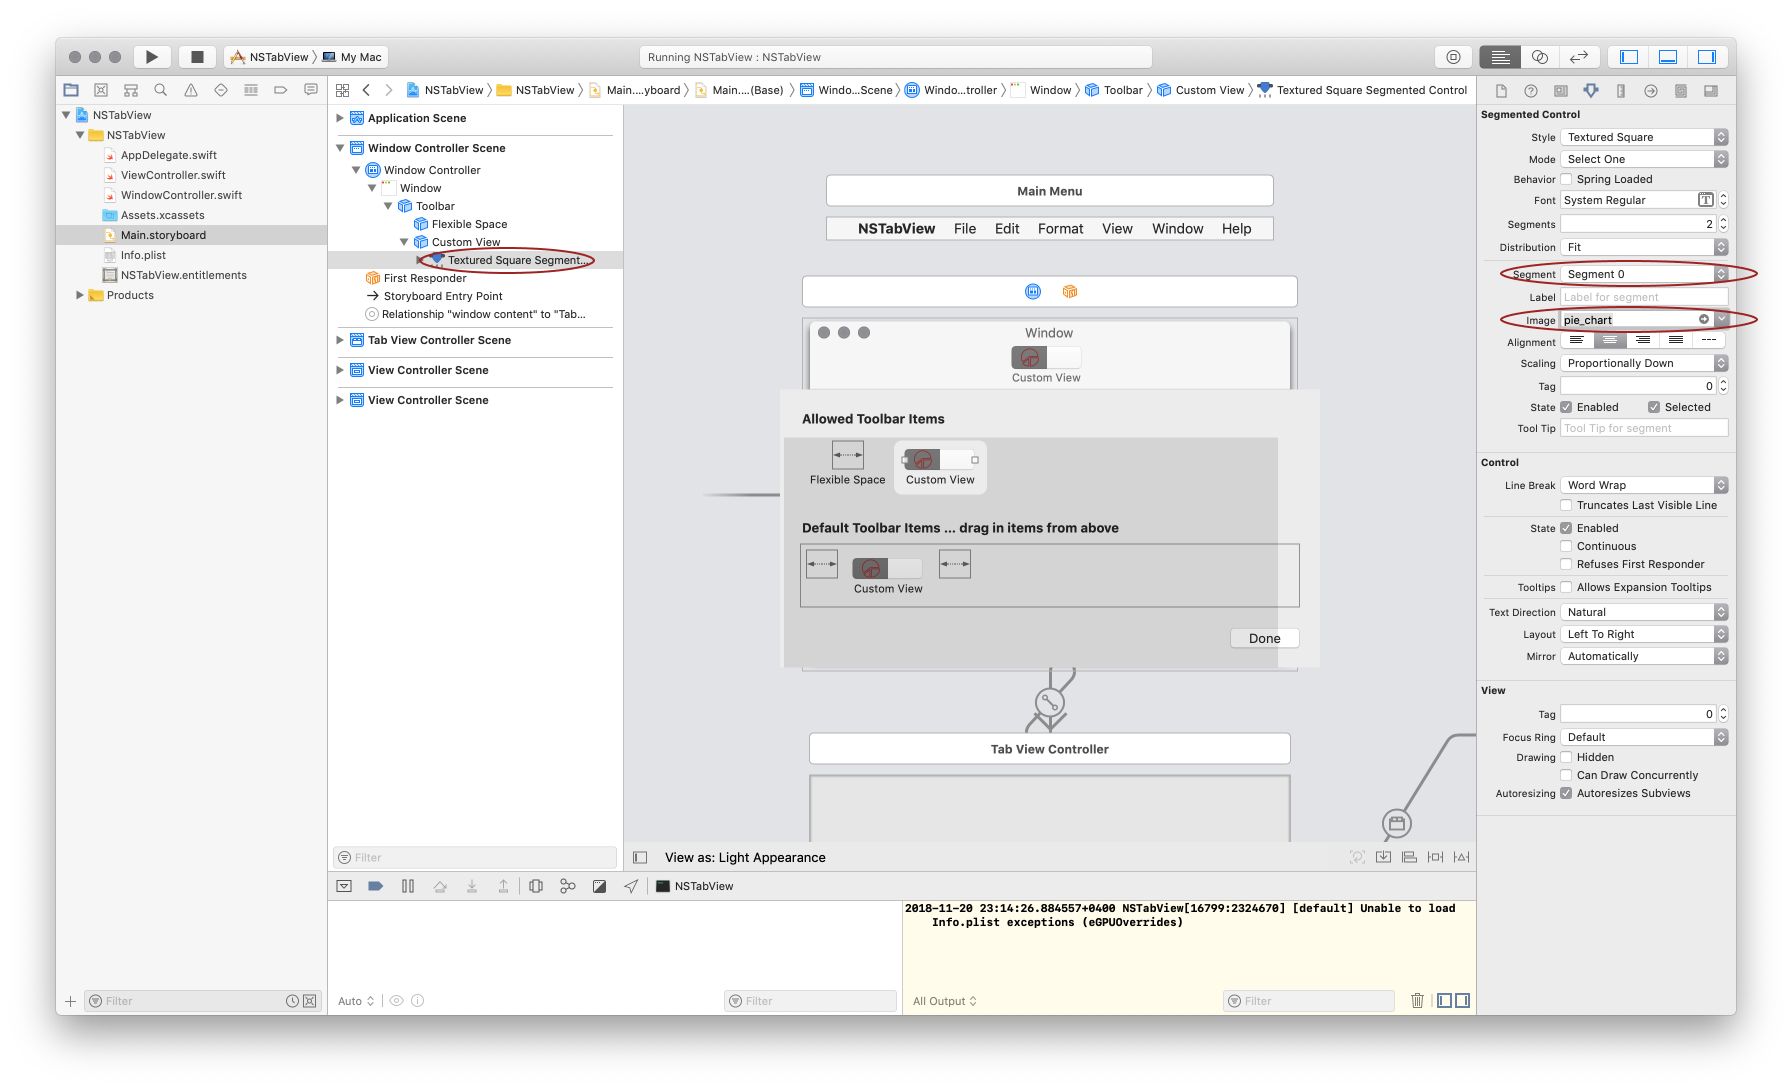 NSTabView 〉 My Mac
Running NSTabView : NSTabView
NSTabView
NSTabView
AppDelegate.swift
ViewController.swift
WindowController.swift
Assets.xcassets
Main.storyboard
Info.plist
NSTabView.entitlements
Products
Filter
NSTabView 〉 NSTabView 〉 Main....yboard 〉 Main....(Base) 〉 Windo...Scene 〉 Windo...troller 〉 Window 〉 Toolbar 〉 Custom View 〉 Textured Square Segmented Control
Application Scene
Window Controller Scene
Window Controller
Window
Toolbar
Flexible Space
Custom View
Textured Square Segment...
First Responder
Storyboard Entry Point
Relationship "window content" to "Tab...
Tab View Controller Scene
View Controller Scene
View Controller Scene
Filter
Main Menu
NSTabView File Edit Format View Window Help
Window
Custom View
Allowed Toolbar Items
Flexible Space Custom View
Default Toolbar Items ... drag in items from above
Custom View
Done
Tab View Controller
View as: Light Appearance
NSTabView
2018-11-20 23:14:26.884557+0400 NSTabView[16799:2324670] [default] Unable to load
Info.plist exceptions (eGPUOverrides)
Auto
Filter
All Output
Filter
Segmented Control
Style Textured Square
Mode Select One
Behavior Spring Loaded
Font System Regular
Segments 2
Distribution Fit
Segment Segment 0
Label Label for segment
Image pie_chart
Alignment
Scaling Proportionally Down
Tag 0
State Enabled Selected
Tool Tip Tool Tip for segment
Control
Line Break Word Wrap
Truncates Last Visible Line
State Enabled
Continuous
Refuses First Responder
Tooltips Allows Expansion Tooltips
Text Direction Natural
Layout Left To Right
Mirror Automatically
View
Tag 0
Focus Ring Default
Drawing Hidden
Can Draw Concurrently
Autoresizing Autoresizes Subviews